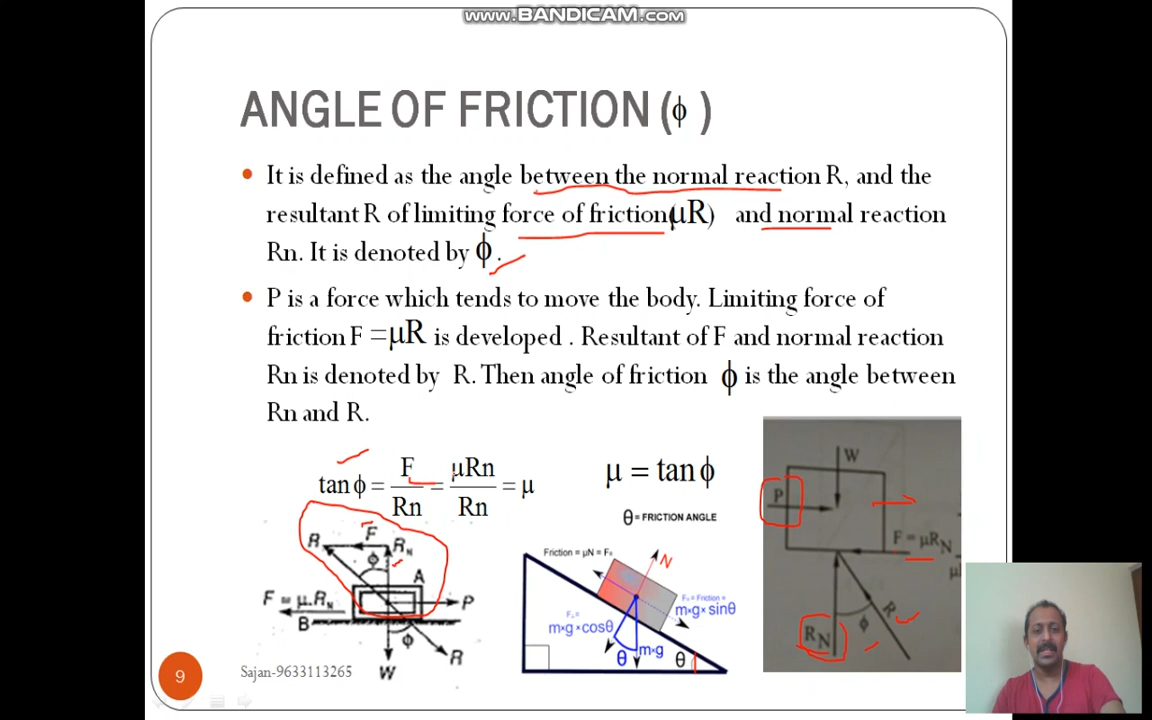 www.BANDICAM.com
ANGLE OF FRICTION (ϕ )
It is defined as the angle between the normal reaction R, and the
resultant R of limiting force of friction(μR) and normal reaction
Rn. It is denoted by ϕ.
P is a force which tends to move the body. Limiting force of
friction F =μR is developed . Resultant of F and normal reaction
Rn is denoted by R. Then angle of friction ϕ is the angle between
Rn and R.
tanϕ = F/Rn = μRn/Rn = μ
μ = tanϕ
θ = FRICTION ANGLE
R F RN
ϕ A
F = μ.RN
P
B
ϕ
R
W
Friction = μN = Fs
N
m×g×cosθ
m×g×sinθ
θ
m×g
θ
W
P
F = μRN
R
RN
ϕ
9
Sajan-9633113265